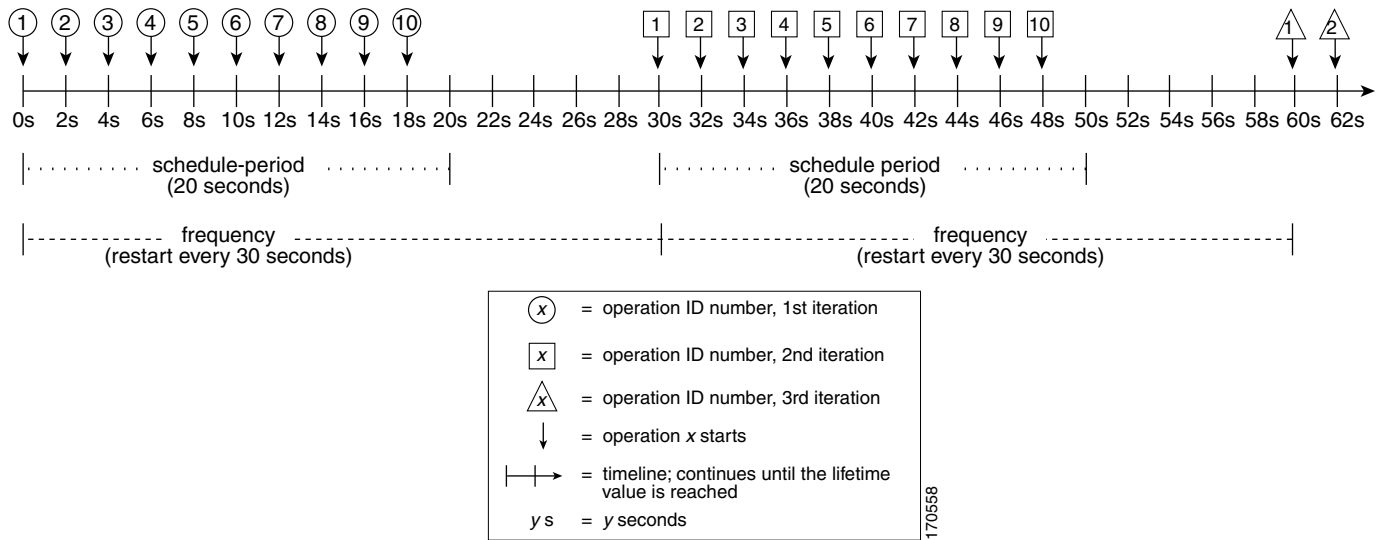 1 2 3 4 5 6 7 8 9 10 1 2 3 4 5 6 7 8 9 10 1 2
0s 2s 4s 6s 8s 10s 12s 14s 16s 18s 20s 22s 24s 26s 28s 30s 32s 34s 36s 38s 40s 42s 44s 46s 48s 50s 52s 54s 56s 58s 60s 62s
schedule-period
(20 seconds)
schedule period
(20 seconds)
frequency
(restart every 30 seconds)
frequency
(restart every 30 seconds)
x = operation ID number, 1st iteration
x = operation ID number, 2nd iteration
x = operation ID number, 3rd iteration
= operation x starts
= timeline; continues until the lifetime
value is reached
y s = y seconds
170558